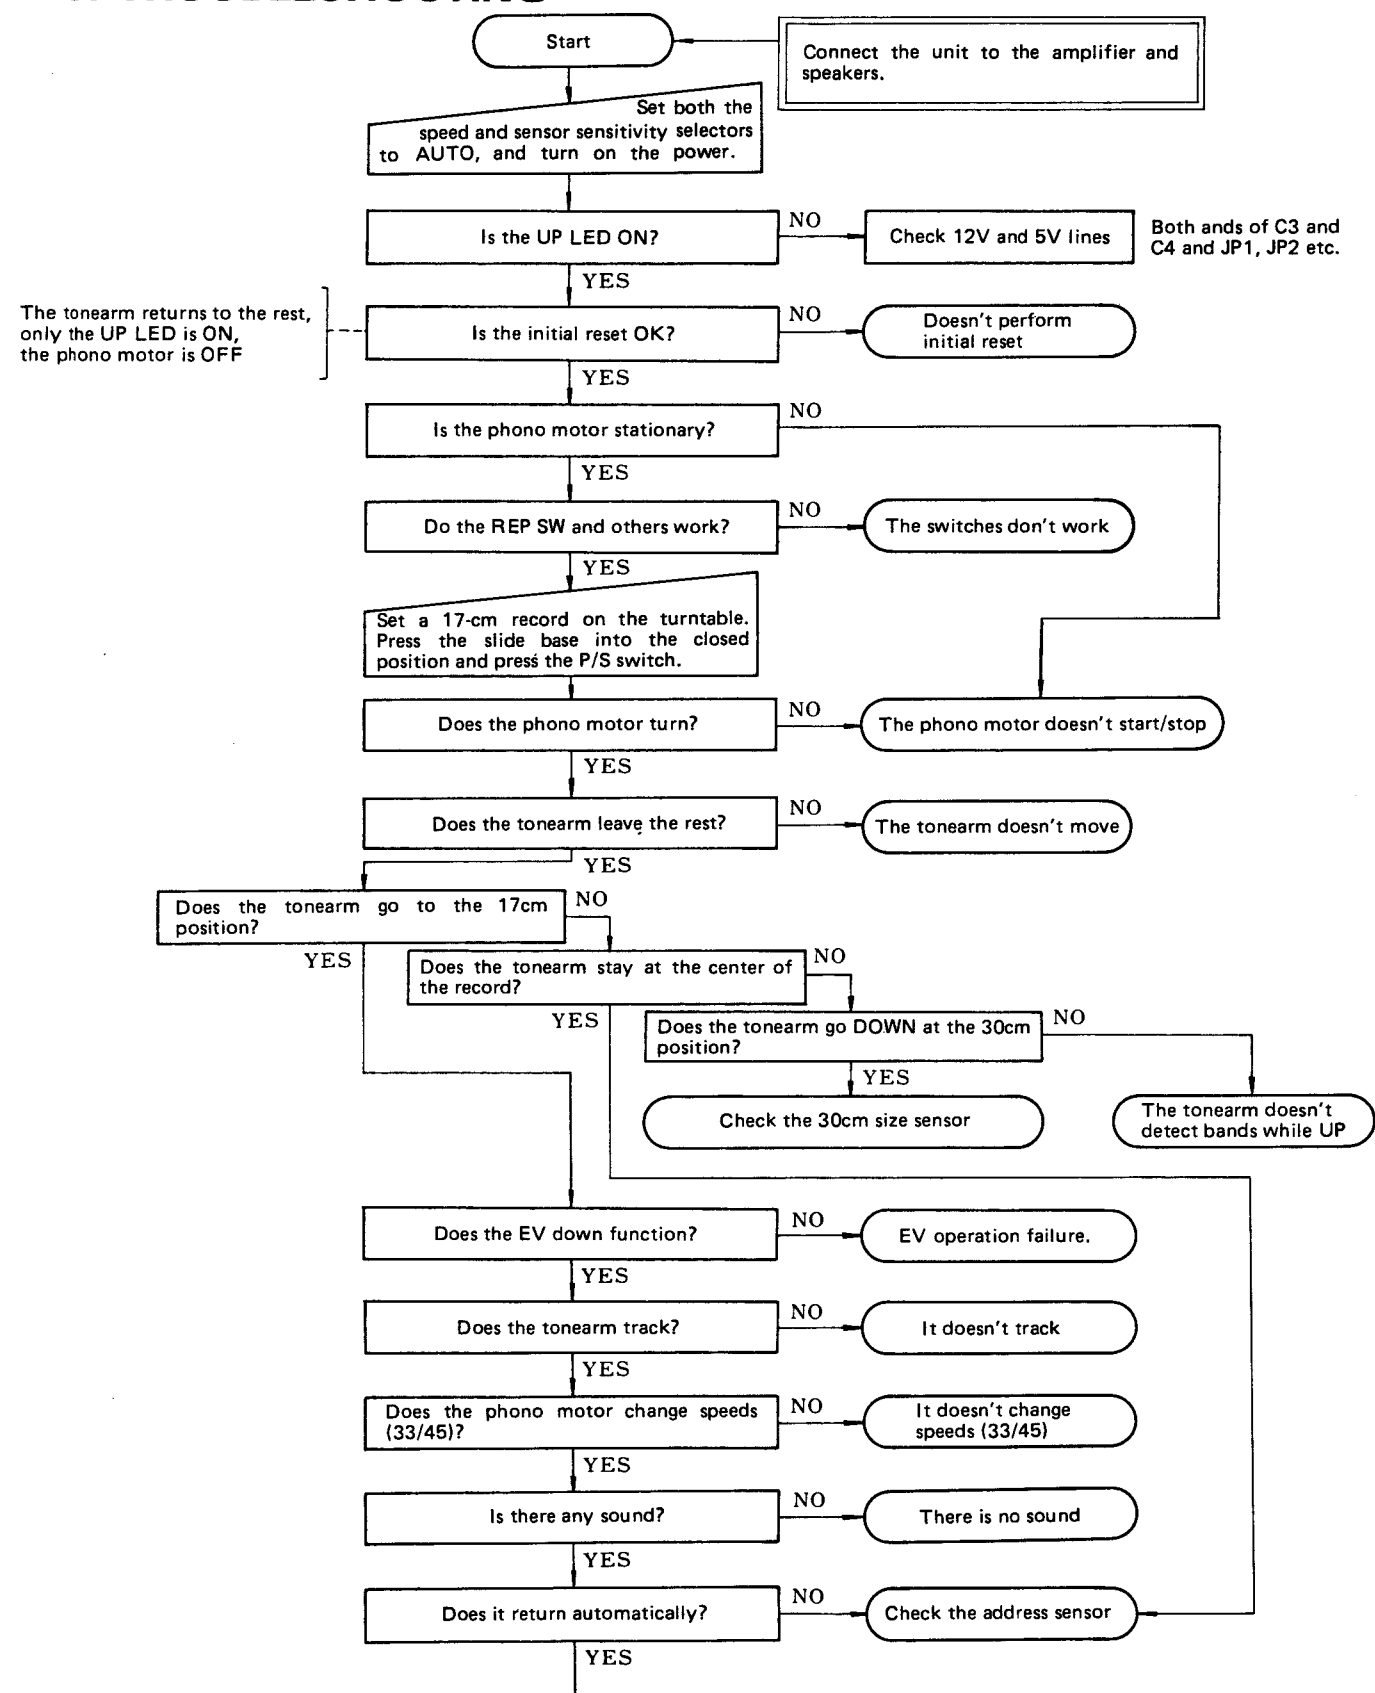 Start
Connect the unit to the amplifier and
speakers.
Set both the
speed and sensor sensitivity selectors
to AUTO, and turn on the power.
Is the UP LED ON?
NO
Check 12V and 5V lines
Both ands of C3 and
C4 and JP1, JP2 etc.
YES
The tonearm returns to the rest,
only the UP LED is ON,
the phono motor is OFF
Is the initial reset OK?
NO
Doesn't perform
initial reset
YES
Is the phono motor stationary?
NO
YES
Do the REP SW and others work?
NO
The switches don't work
YES
Set a 17-cm record on the turntable.
Press the slide base into the closed
position and press the P/S switch.
Does the phono motor turn?
NO
The phono motor doesn't start/stop
YES
Does the tonearm leave the rest?
NO
The tonearm doesn't move
YES
Does the tonearm go to the 17cm
position?
NO
YES
Does the tonearm stay at the center of
the record?
NO
YES
Does the tonearm go DOWN at the 30cm
position?
NO
YES
Check the 30cm size sensor
The tonearm doesn't
detect bands while UP
Does the EV down function?
NO
EV operation failure.
YES
Does the tonearm track?
NO
It doesn't track
YES
Does the phono motor change speeds
(33/45)?
NO
It doesn't change
speeds (33/45)
YES
Is there any sound?
NO
There is no sound
YES
Does it return automatically?
NO
Check the address sensor
YES